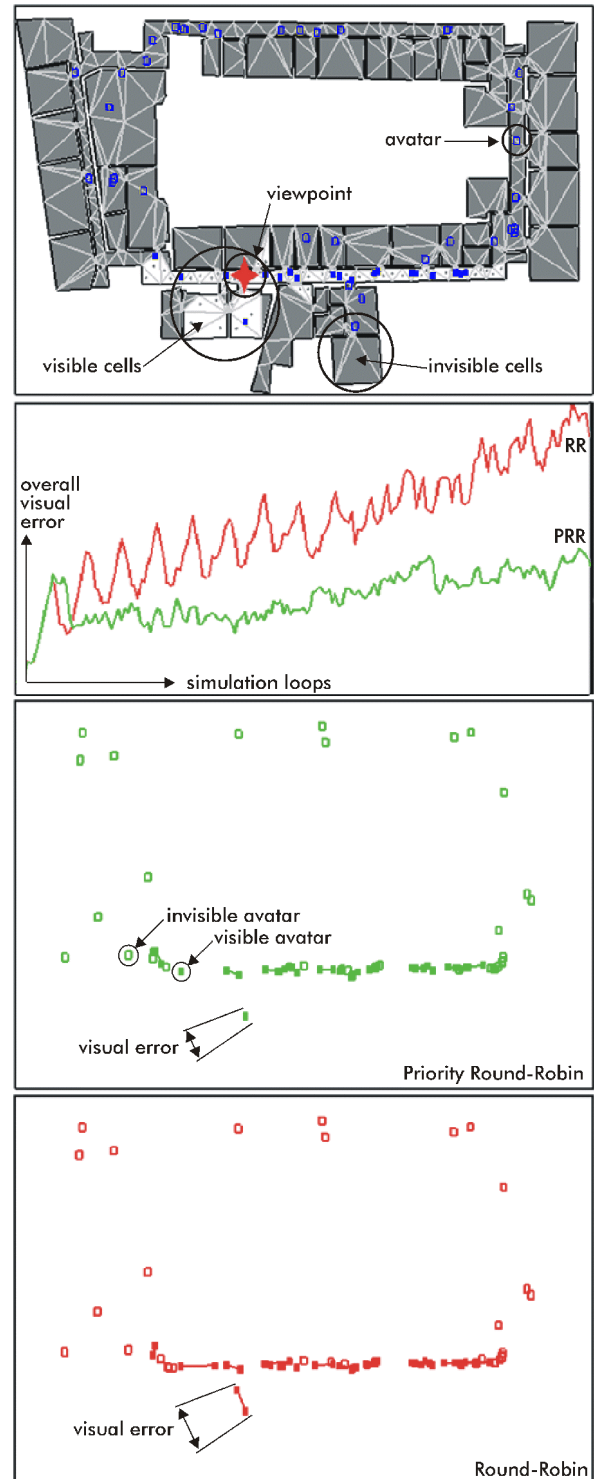 avatar
viewpoint
visible cells
invisible cells
RR
overall
visual
error
PRR
simulation loops
invisible avatar
visible avatar
visual error
Priority Round-Robin
visual error
Round-Robin